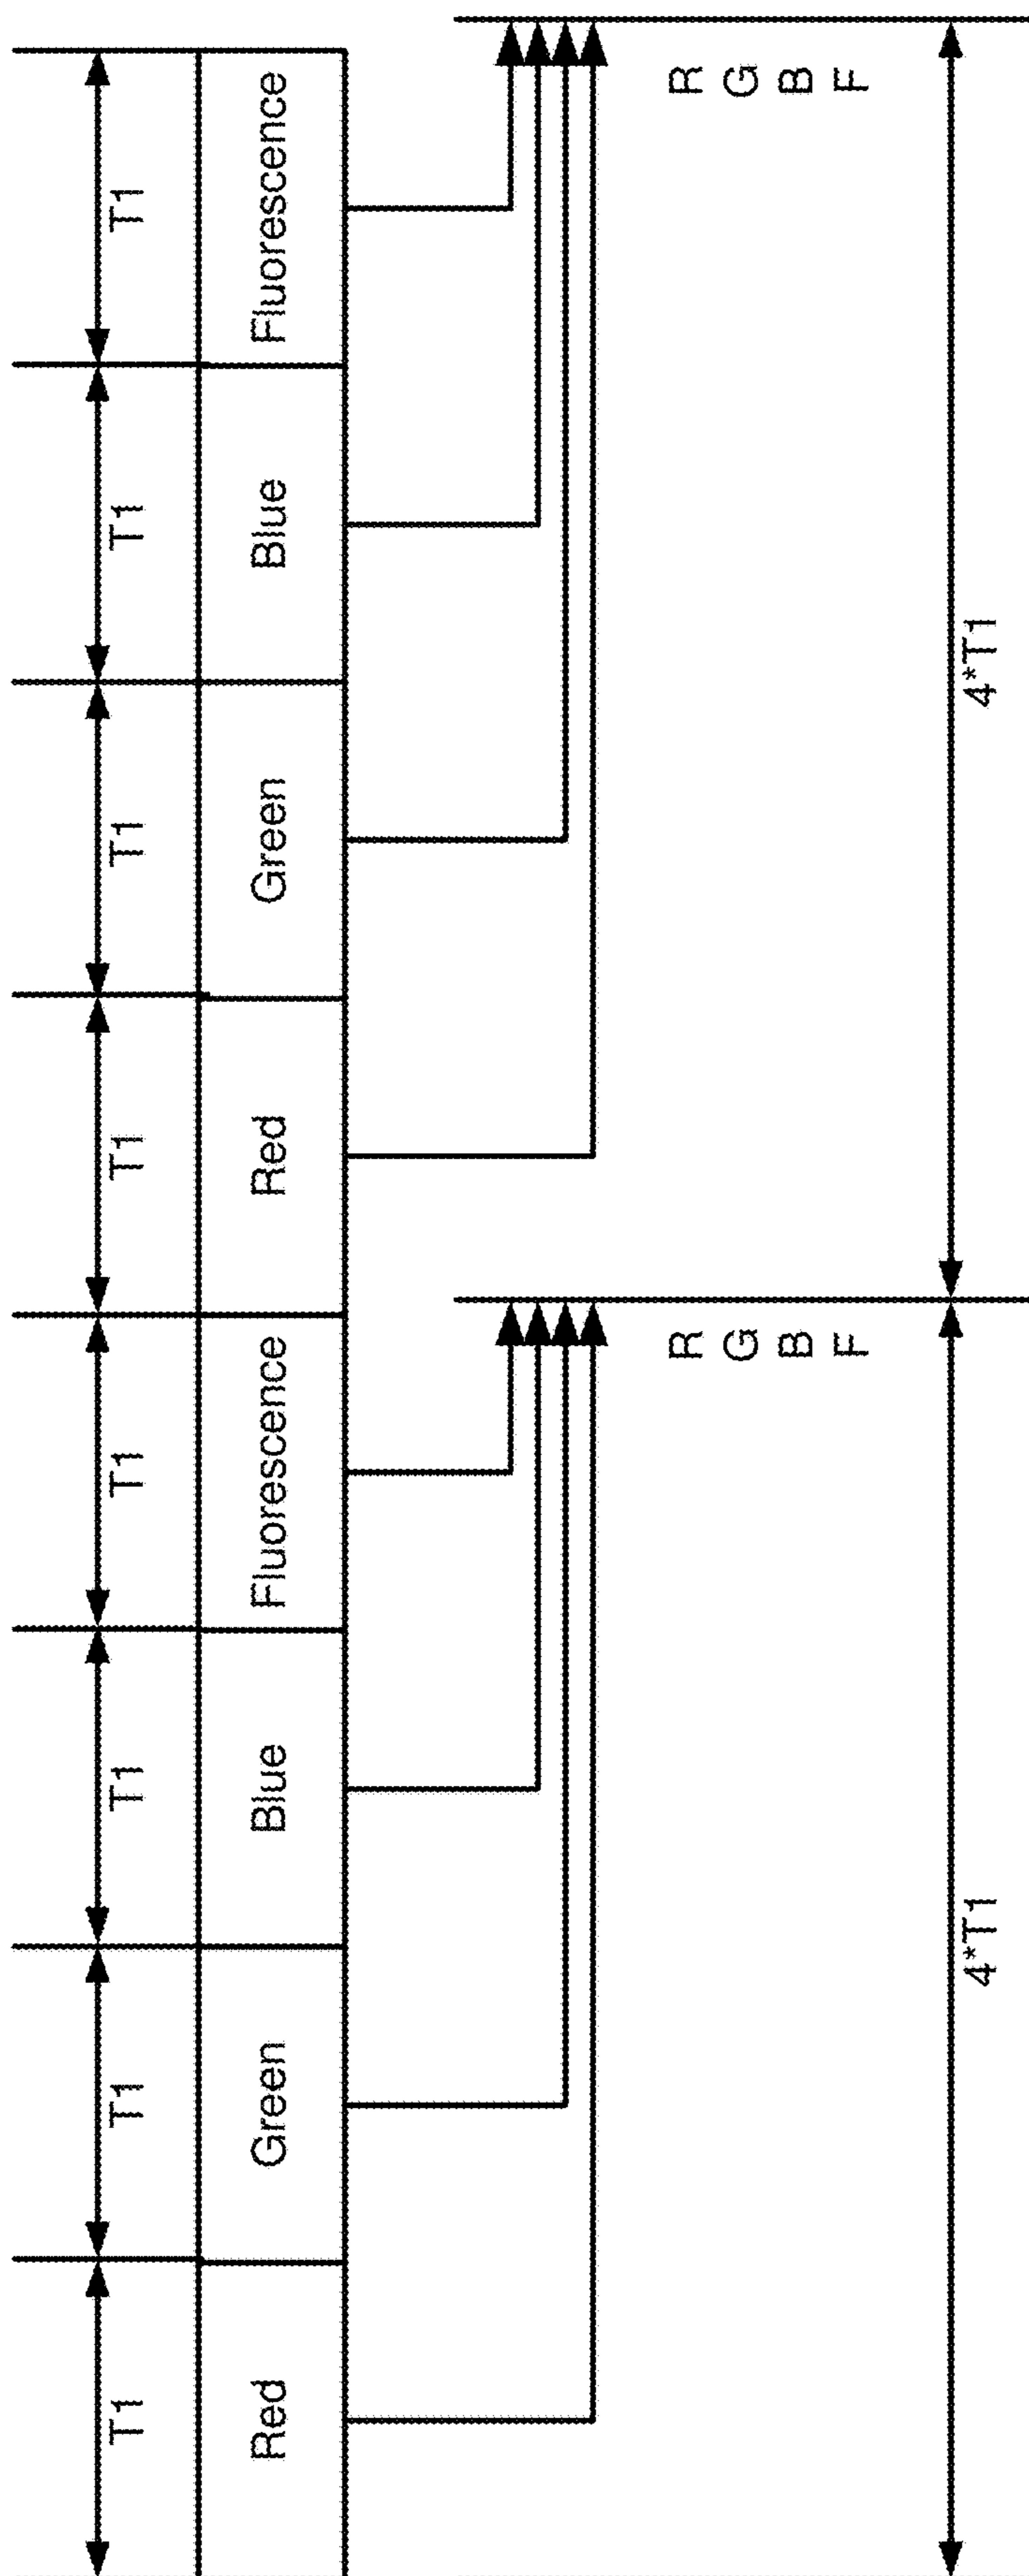 T1 T1 T1 T1 T1 T1 T1 T1
Red Green Blue Fluorescence Red Green Blue Fluorescence
R R
G G
B B
F F
4*T1 4*T1